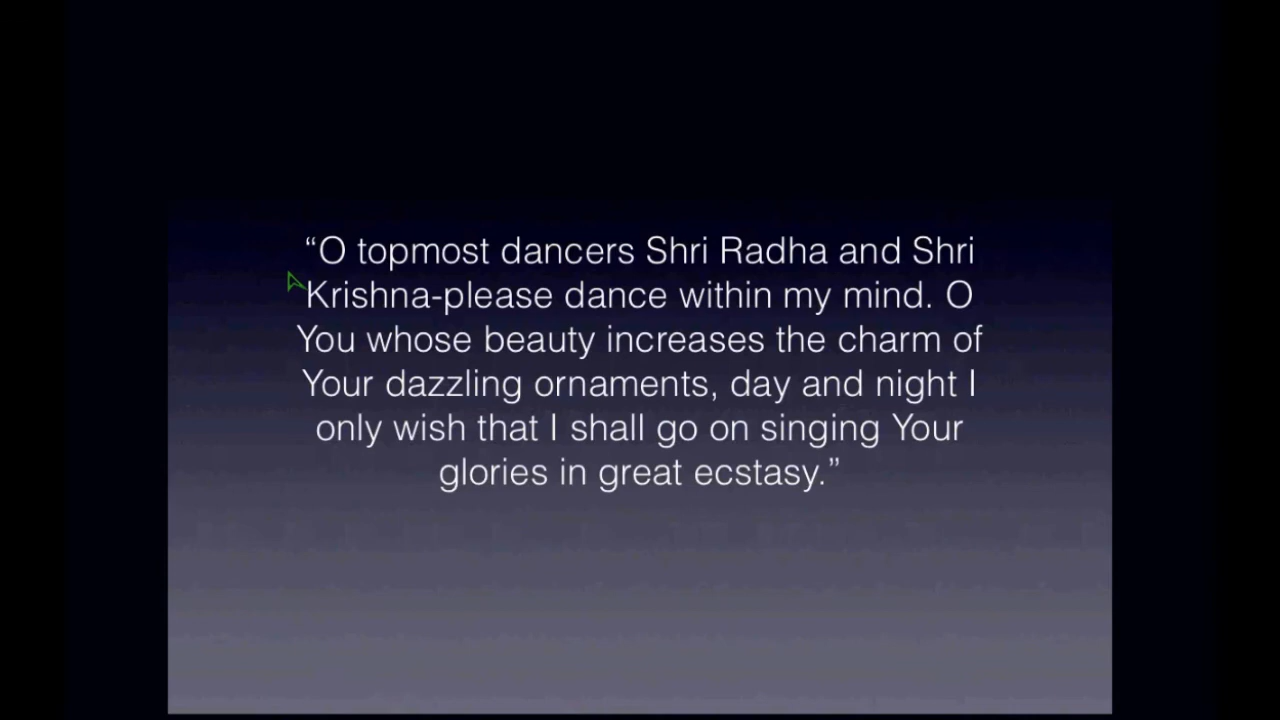 “O topmost dancers Shri Radha and Shri
Krishna-please dance within my mind. O
You whose beauty increases the charm of
Your dazzling ornaments, day and night I
only wish that I shall go on singing Your
glories in great ecstasy.”